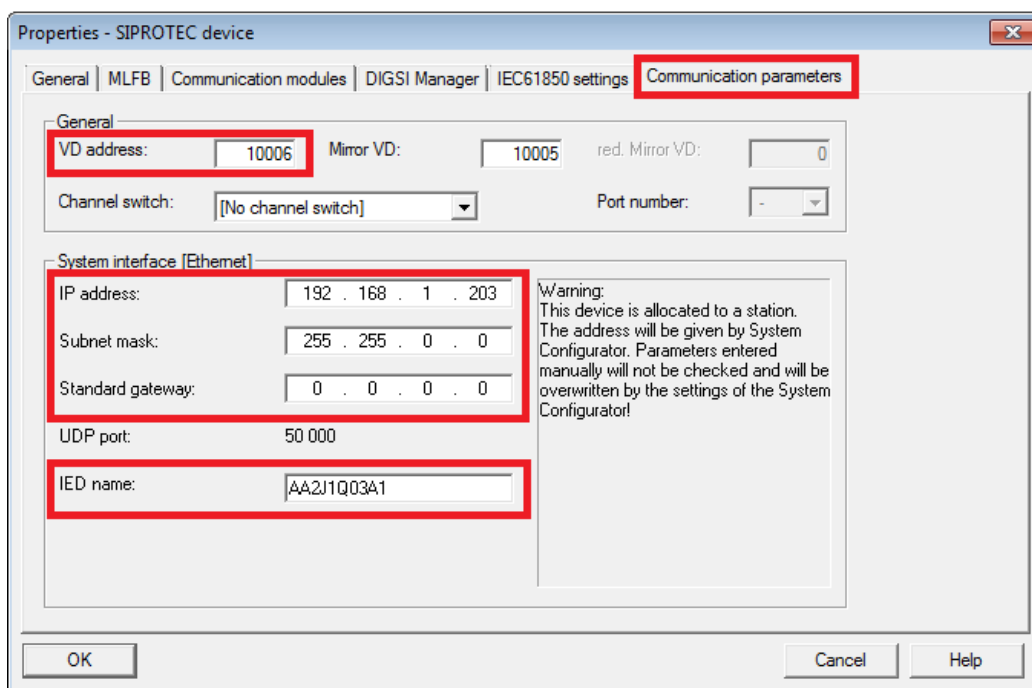 Properties - SIPROTEC device
General MLFB Communication modules DIGSI Manager IEC61850 settings Communication parameters
General
VD address: 10006 Mirror VD: 10005 red. Mirror VD: 0
Channel switch: [No channel switch] Port number: -
System interface [Ethernet]
IP address: 192 . 168 . 1 . 203
Subnet mask: 255 . 255 . 0 . 0
Standard gateway: 0 . 0 . 0 . 0
UDP port: 50 000
IED name: AA2J1Q03A1
Warning:
This device is allocated to a station.
The address will be given by System
Configurator. Parameters entered
manually will not be checked and will be
overwritten by the settings of the System
Configurator!
OK Cancel Help